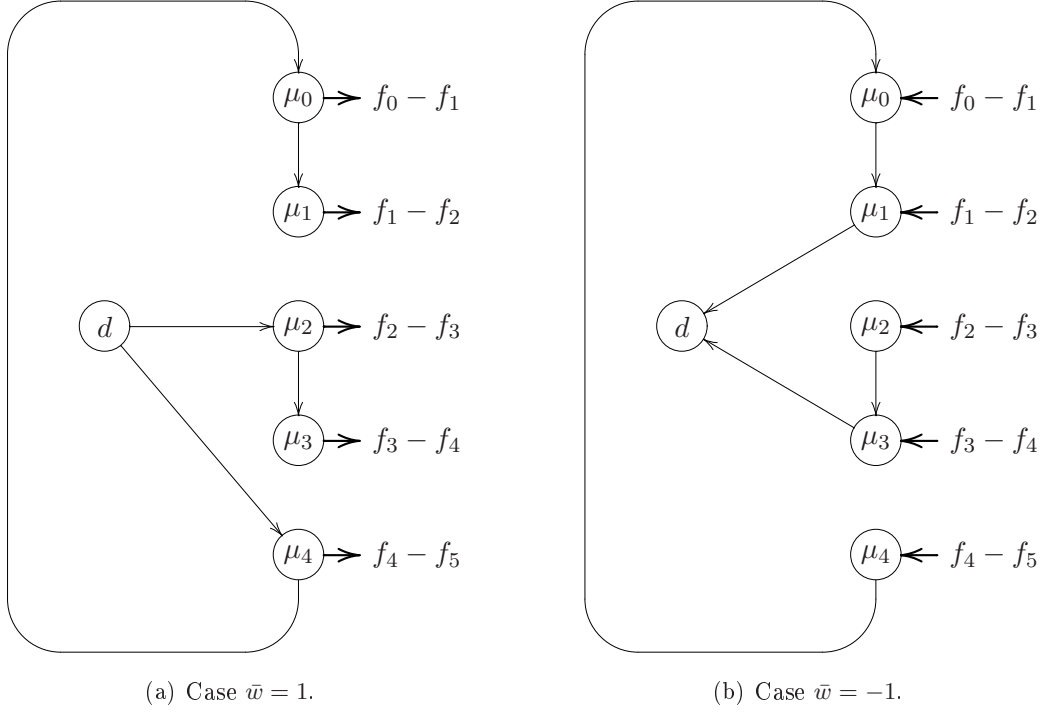 μ₀ f₀ − f₁
μ₁ f₁ − f₂
d μ₂ f₂ − f₃
μ₃ f₃ − f₄
μ₄ f₄ − f₅
(a) Case w̄ = 1.
μ₀ f₀ − f₁
μ₁ f₁ − f₂
d μ₂ f₂ − f₃
μ₃ f₃ − f₄
μ₄ f₄ − f₅
(b) Case w̄ = −1.